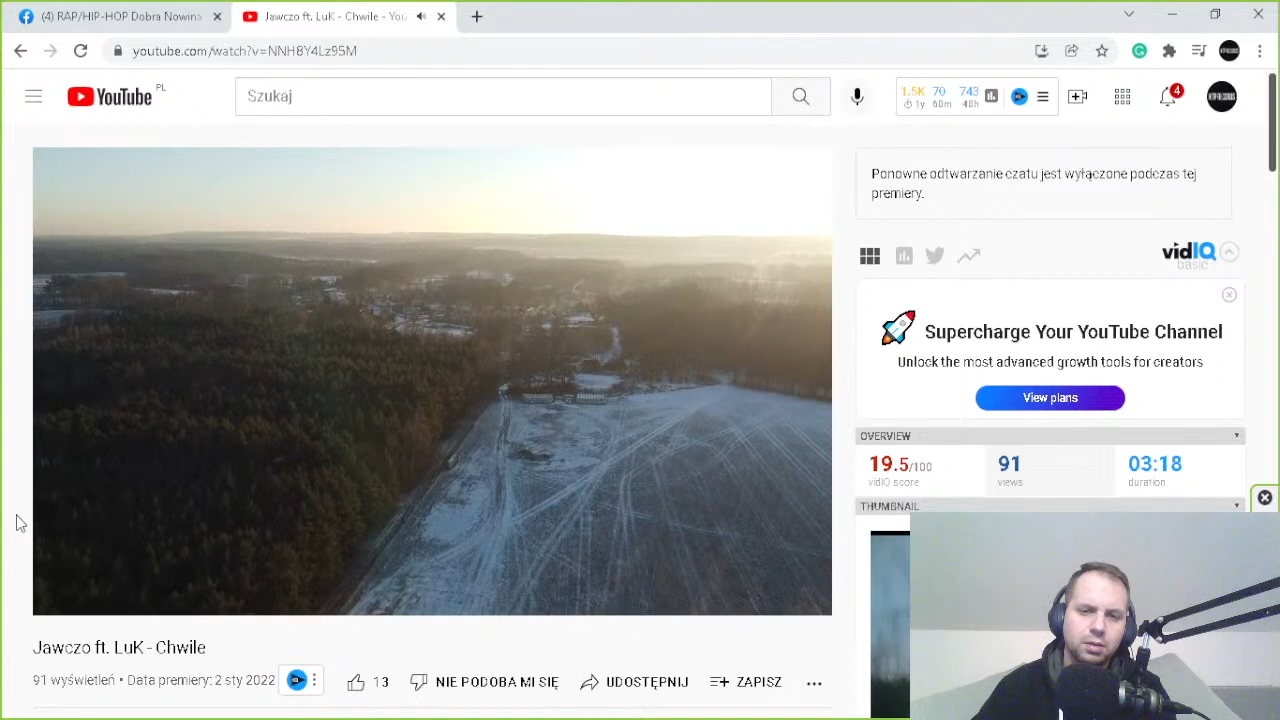 (4) RAP/HIP-HOP Dobra Nowina
Jawczo ft. LuK - Chwile - You
youtube.com/watch?v=NNH8Y4Lz95M
YouTube PL
Szukaj
1,5K 70 743
1y 60m 48h
4
Ponowne odtwarzanie czatu jest wyłączone podczas tej
premiery.
vidIQ
basic
Supercharge Your YouTube Channel
Unlock the most advanced growth tools for creators
View plans
OVERVIEW
19.5/100 91 03:18
vidIQ score views duration
THUMBNAIL
Jawczo ft. LuK - Chwile
91 wyświetleń • Data premiery: 2 sty 2022
13 NIE PODOBA MI SIĘ UDOSTĘPNIJ ZAPISZ